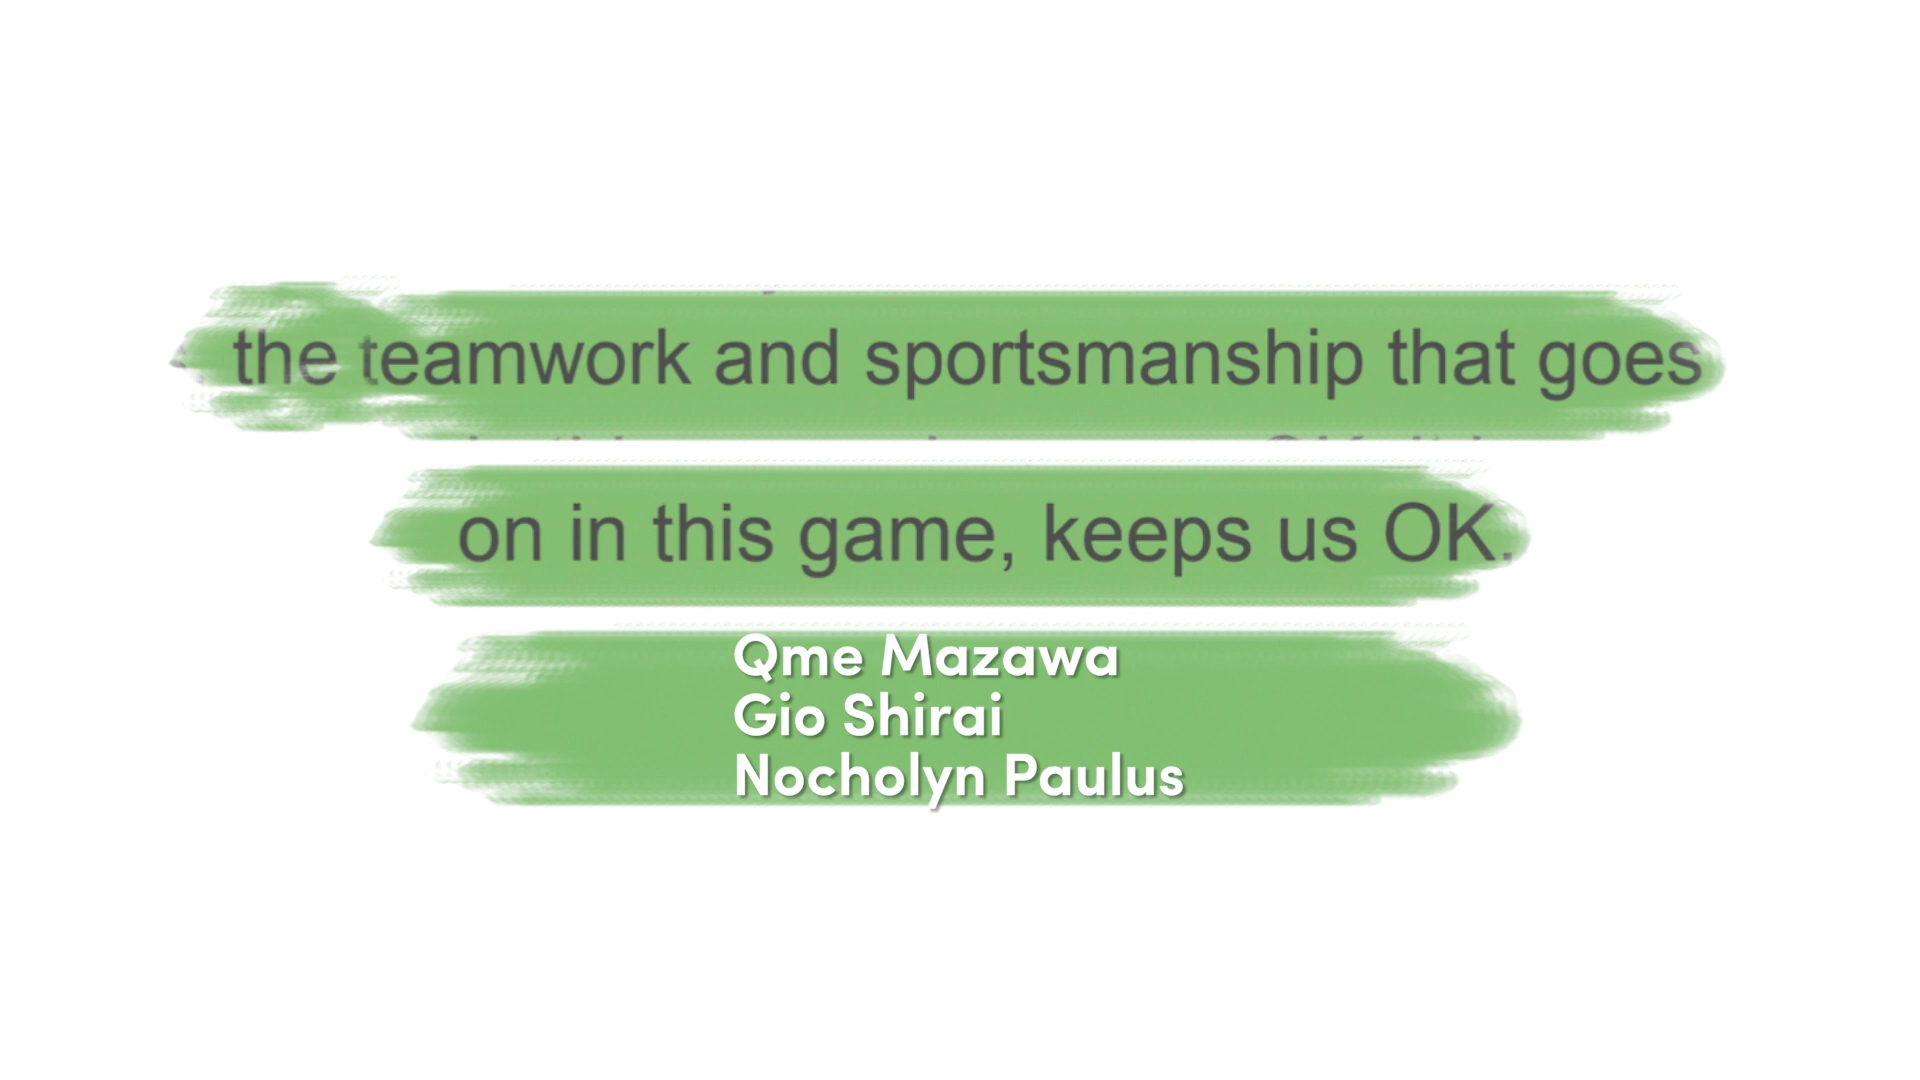 the teamwork and sportsmanship that goes
on in this game, keeps us OK.
Qme Mazawa
Gio Shirai
Nocholyn Paulus